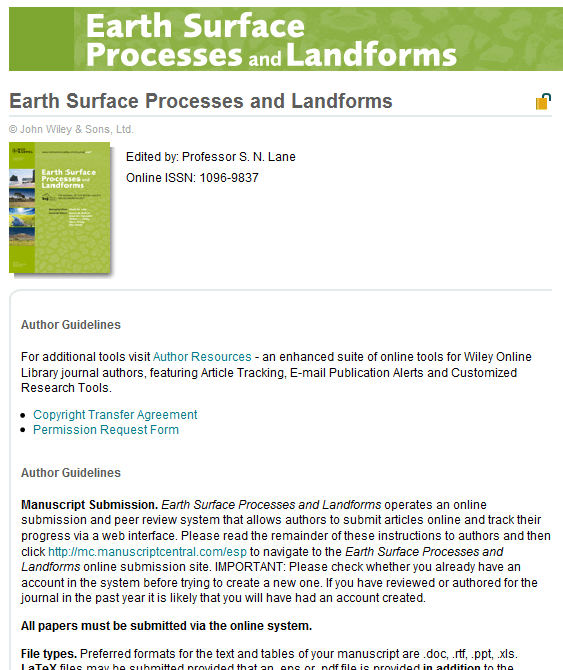 Earth Surface
Processes and Landforms
Earth Surface Processes and Landforms
© John Wiley & Sons, Ltd.
Earth Surface
Processes and
Landforms
Edited by: Professor S. N. Lane
Online ISSN: 1096-9837
Author Guidelines
For additional tools visit Author Resources - an enhanced suite of online tools for Wiley Online
Library journal authors, featuring Article Tracking, E-mail Publication Alerts and Customized
Research Tools.
• Copyright Transfer Agreement
• Permission Request Form
Author Guidelines
Manuscript Submission. Earth Surface Processes and Landforms operates an online
submission and peer review system that allows authors to submit articles online and track their
progress via a web interface. Please read the remainder of these instructions to authors and then
click http://mc.manuscriptcentral.com/esp to navigate to the Earth Surface Processes and
Landforms online submission site. IMPORTANT: Please check whether you already have an
account in the system before trying to create a new one. If you have reviewed or authored for the
journal in the past year it is likely that you will have had an account created.
All papers must be submitted via the online system.
File types. Preferred formats for the text and tables of your manuscript are .doc, .rtf, .ppt, .xls.
LaTeX files may be submitted provided that an .eps or .pdf file is provided in addition to the